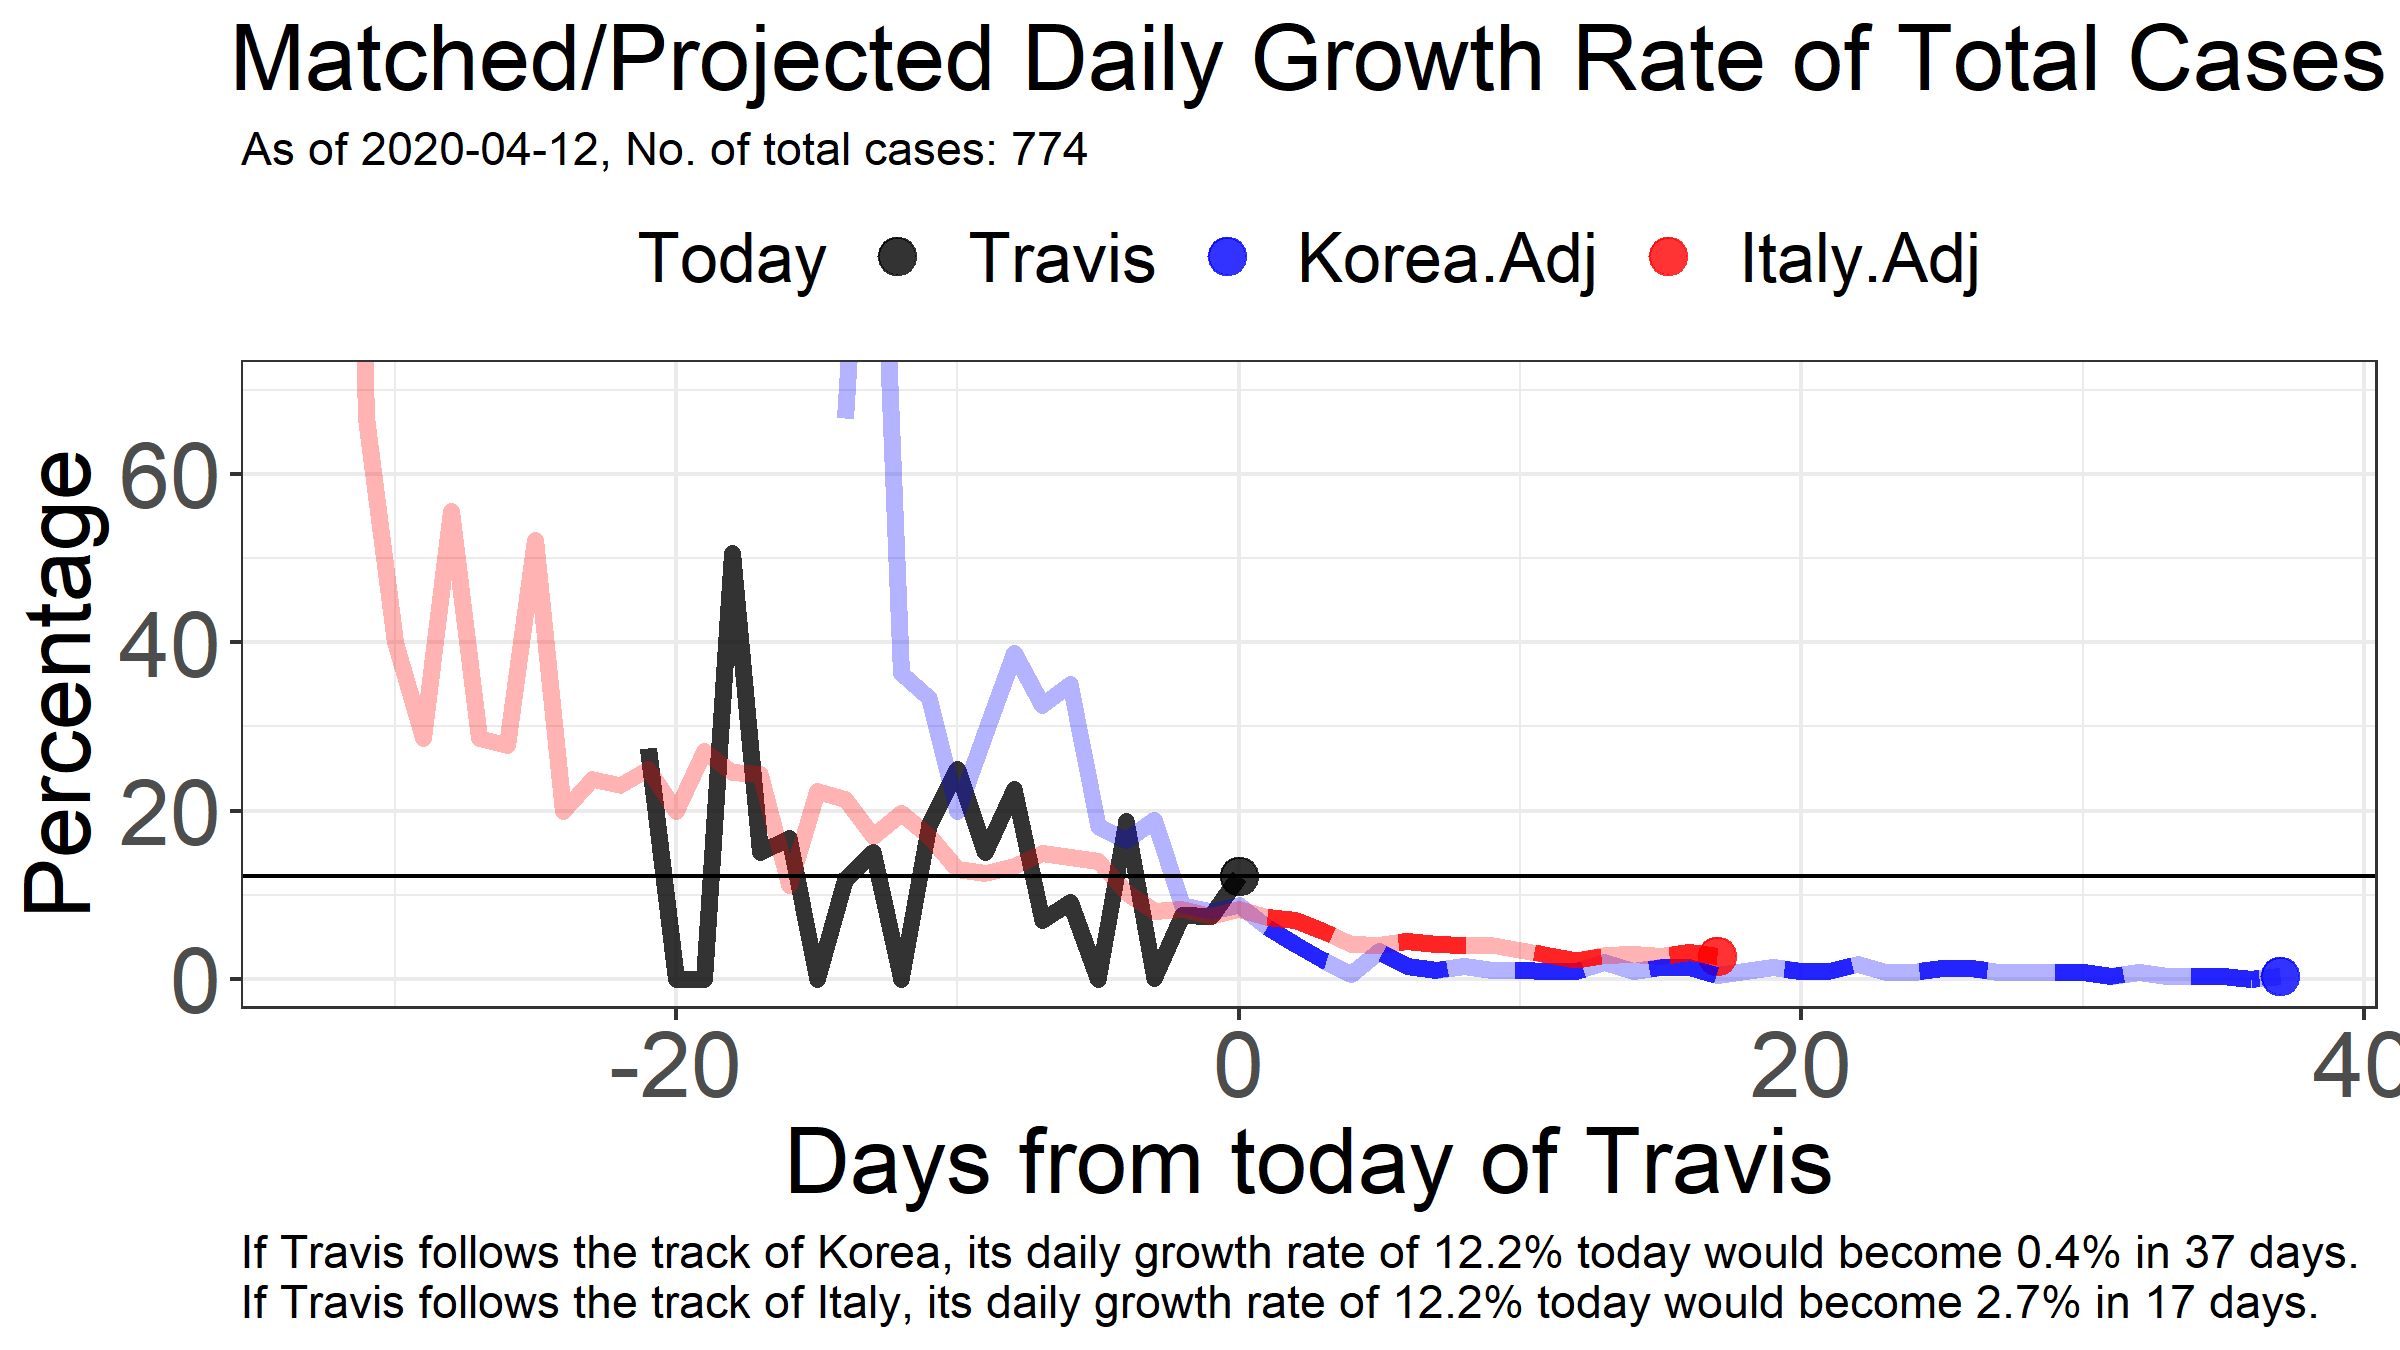 Matched/Projected Daily Growth Rate of Total Cases
As of 2020-04-12, No. of total cases: 774
Today Travis Korea.Adj Italy.Adj
Percentage
60
40
20
0
-20 0 20 40
Days from today of Travis
If Travis follows the track of Korea, its daily growth rate of 12.2% today would become 0.4% in 37 days.
If Travis follows the track of Italy, its daily growth rate of 12.2% today would become 2.7% in 17 days.